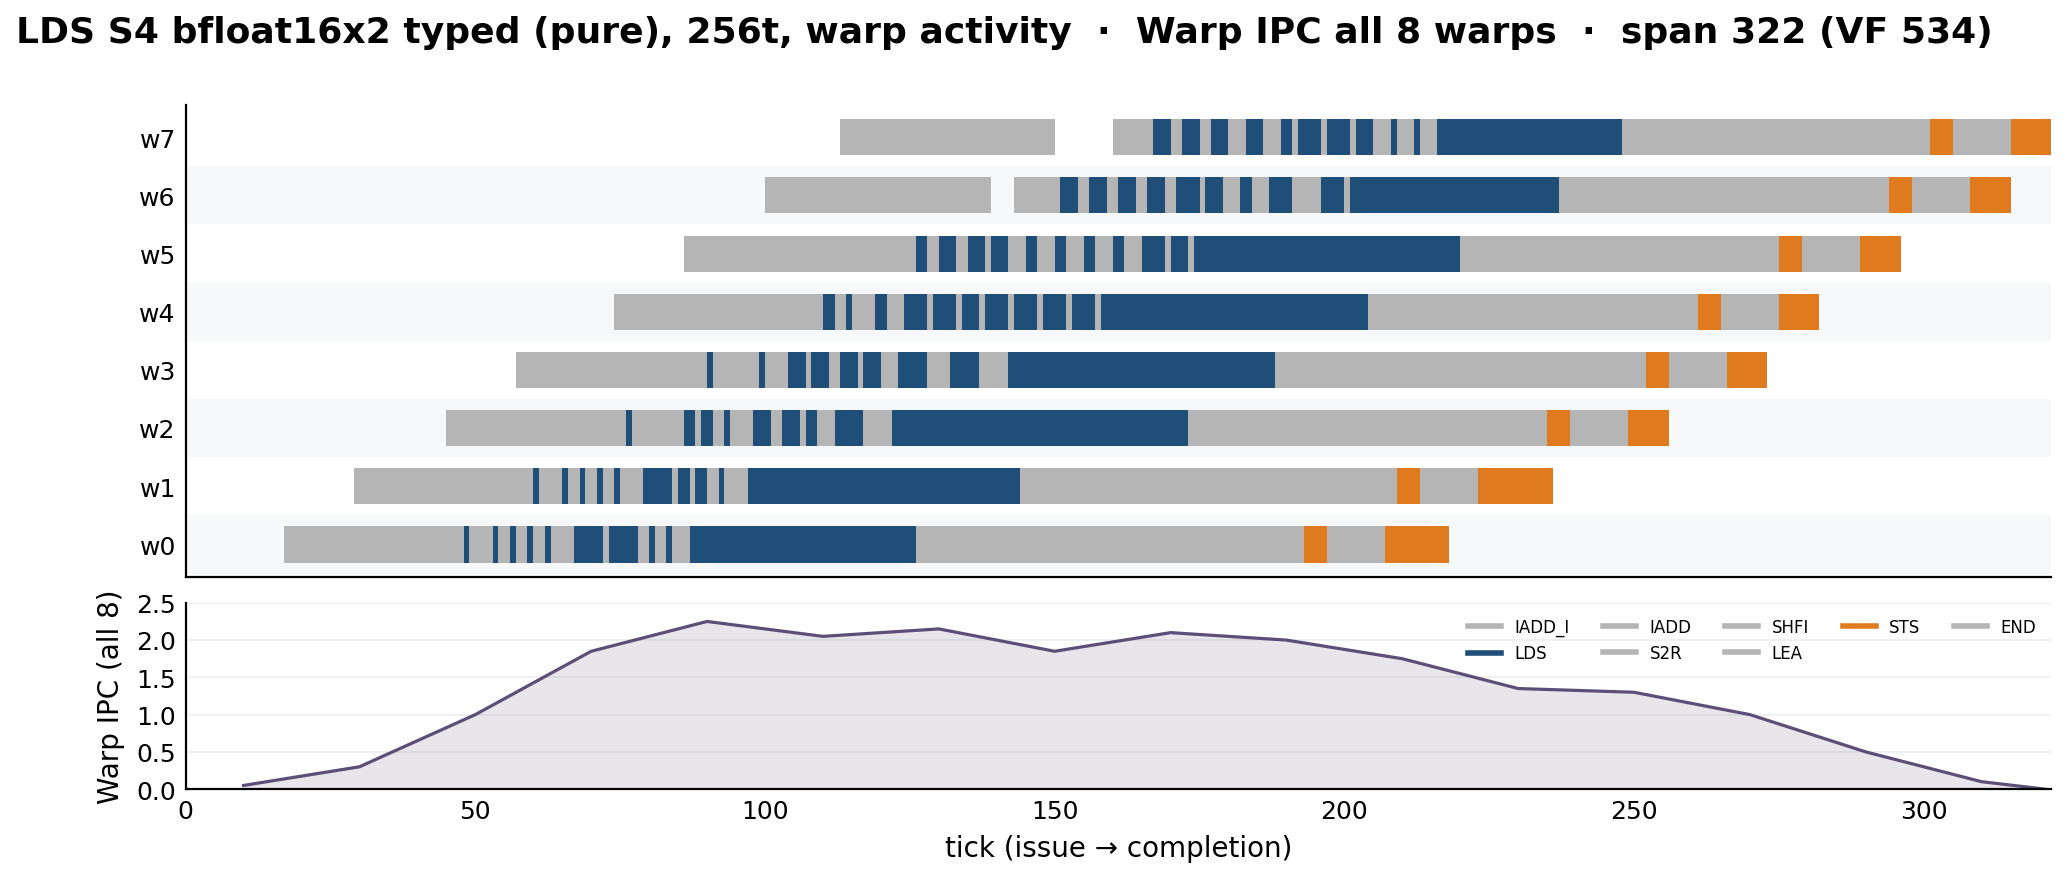 LDS S4 bfloat16x2 typed (pure), 256t, warp activity · Warp IPC all 8 warps · span 322 (VF 534)
w7
w6
w5
w4
w3
w2
w1
w0
Warp IPC (all 8)
2.5
2.0
1.5
1.0
0.5
0.0
IADD_I IADD SHFI STS END
LDS S2R LEA
0 50 100 150 200 250 300
tick (issue → completion)